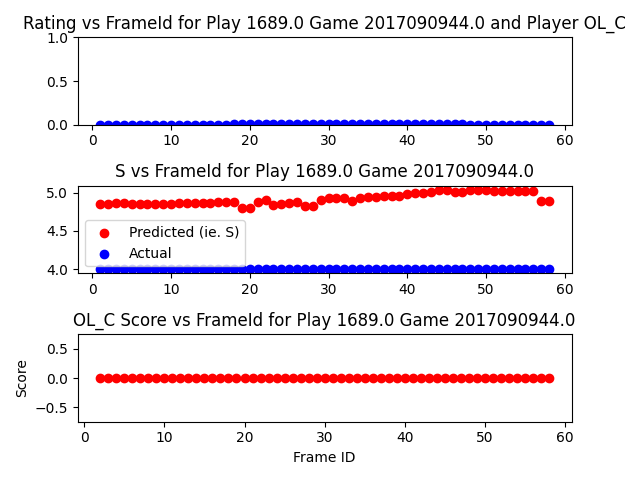 Rating vs FrameId for Play 1689.0 Game 2017090944.0 and Player OL_C
1.0
0.5
0.0
0 10 20 30 40 50 60
S vs FrameId for Play 1689.0 Game 2017090944.0
5.0
4.5
4.0
Predicted (ie. S)
Actual
0 10 20 30 40 50 60
OL_C Score vs FrameId for Play 1689.0 Game 2017090944.0
Score
0.5
0.0
−0.5
0 10 20 30 40 50 60
Frame ID